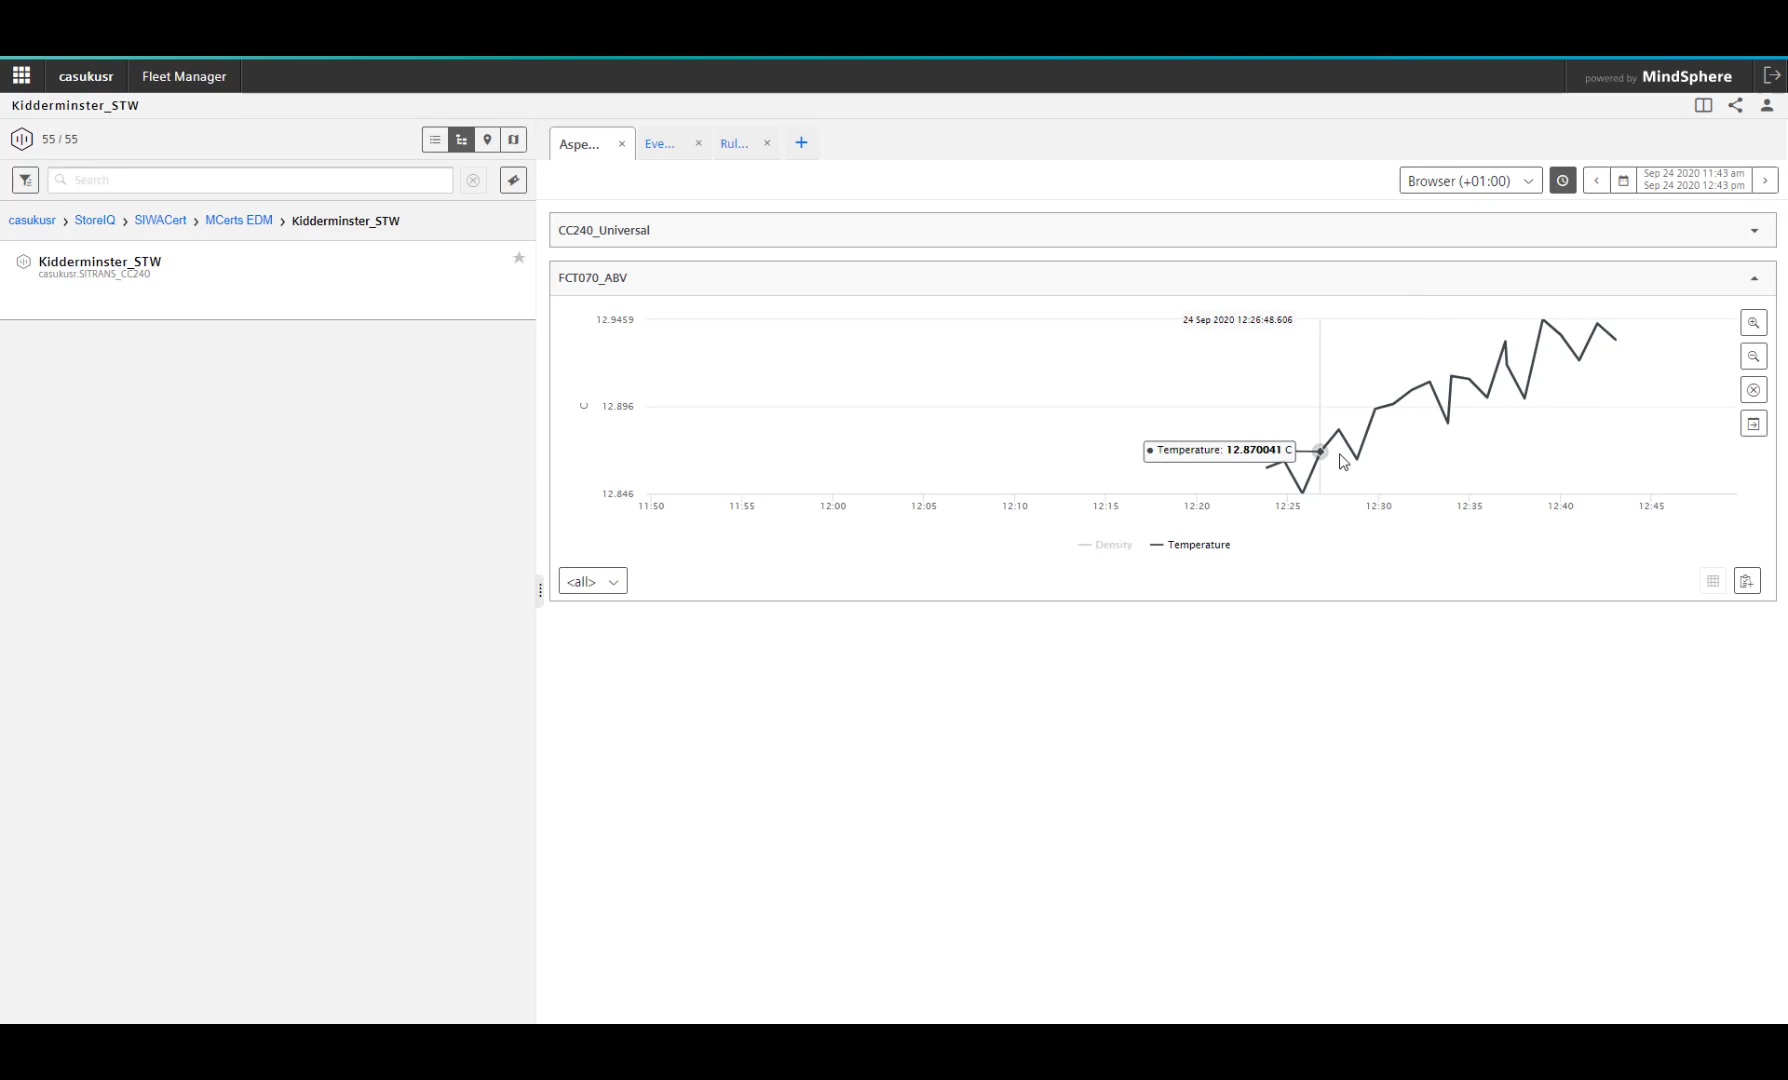 casukusr
Fleet Manager
powered by MindSphere
Kidderminster_STW
55 / 55
Aspe...
Eve...
Rul...
Search
Browser (+01:00)
Sep 24 2020 11:43 am
Sep 24 2020 12:43 pm
casukusr > StoreIQ > SIWACert > MCerts EDM > Kidderminster_STW
CC240_Universal
Kidderminster_STW
casukusr.SITRANS_CC240
FCT070_ABV
12.9459
24 Sep 2020 12:26:48.606
C
12.896
Temperature: 12.870041 C
12.846
11:50 11:55 12:00 12:05 12:10 12:15 12:20 12:25 12:30 12:35 12:40 12:45
Density Temperature
<all>